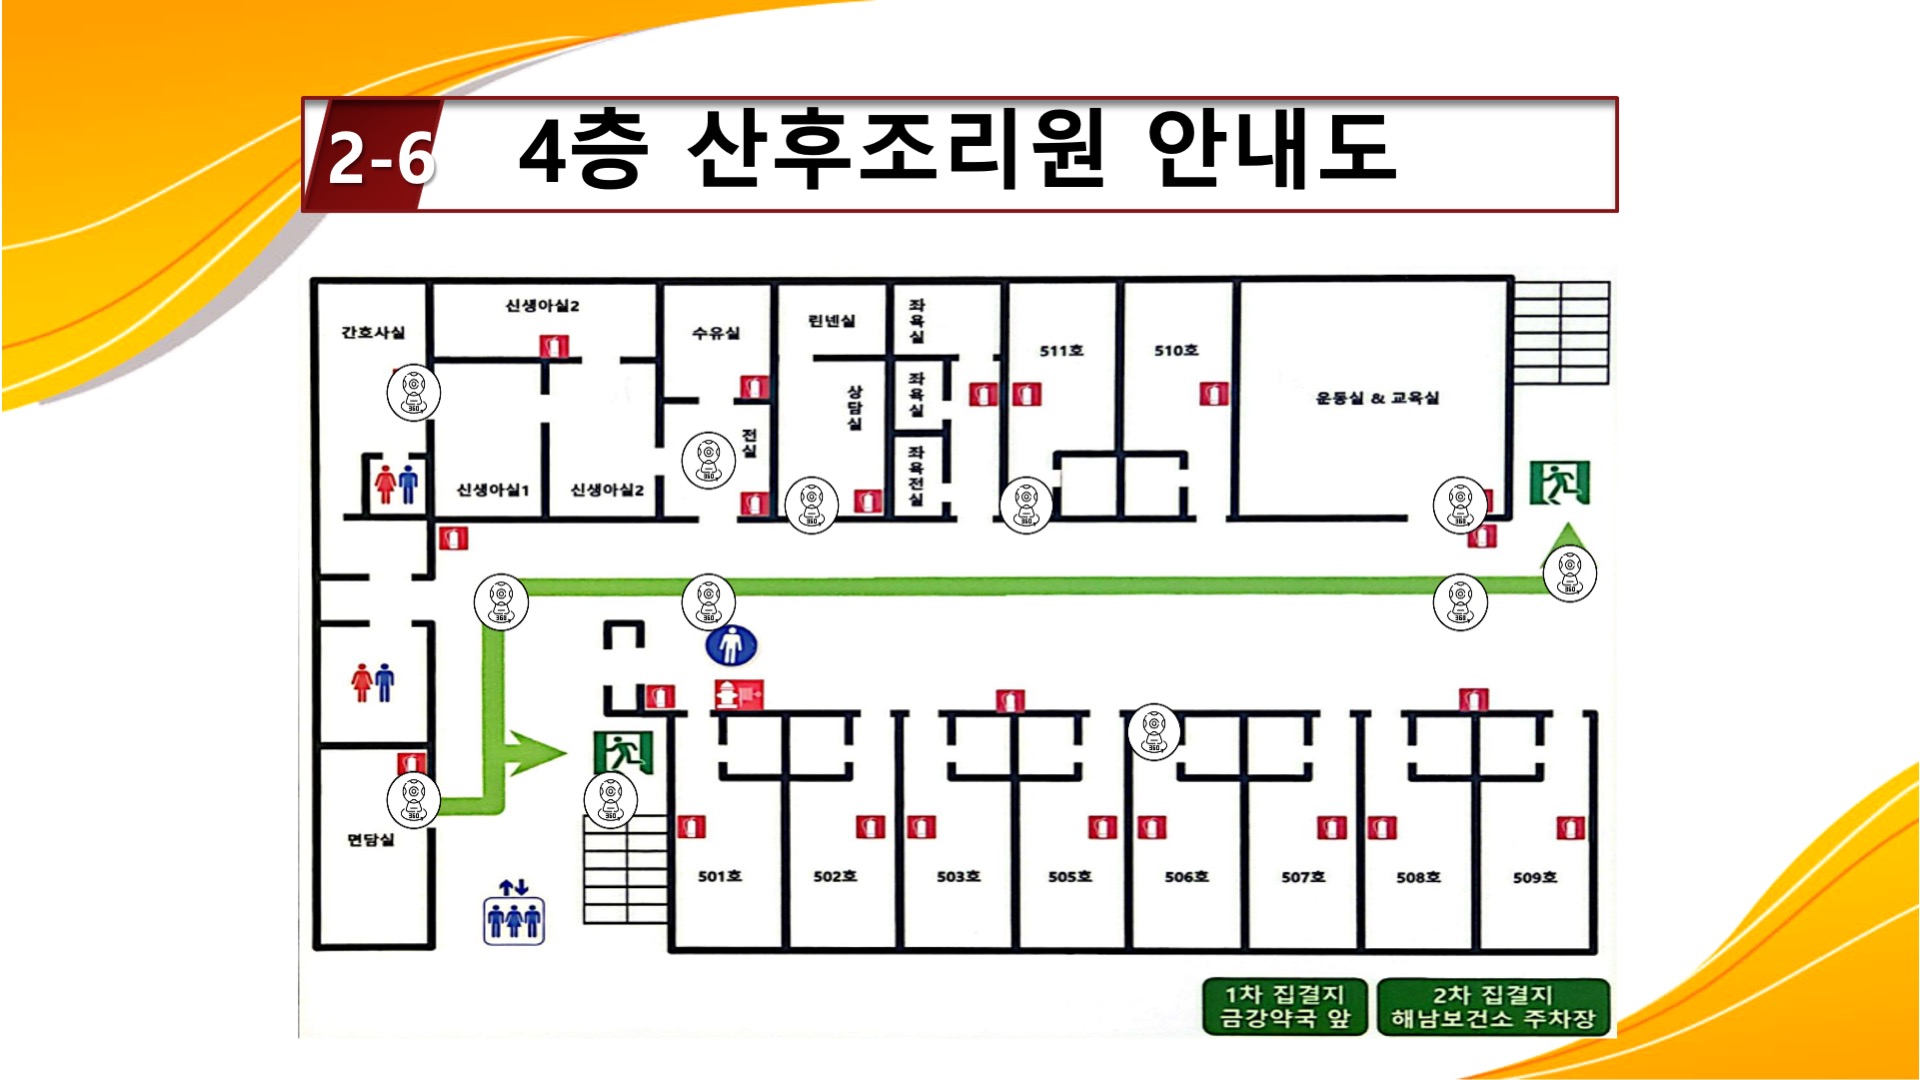 2-6
4층 산후조리원 안내도
간호사실
신생아실2
수유실
린넨실
좌욕실
511호
510호
운동실 & 교육실
상담실
좌욕실
전실
좌욕전실
신생아실1
신생아실2
면담실
501호
502호
503호
505호
506호
507호
508호
509호
1차 집결지
금강약국 앞
2차 집결지
해남보건소 주차장